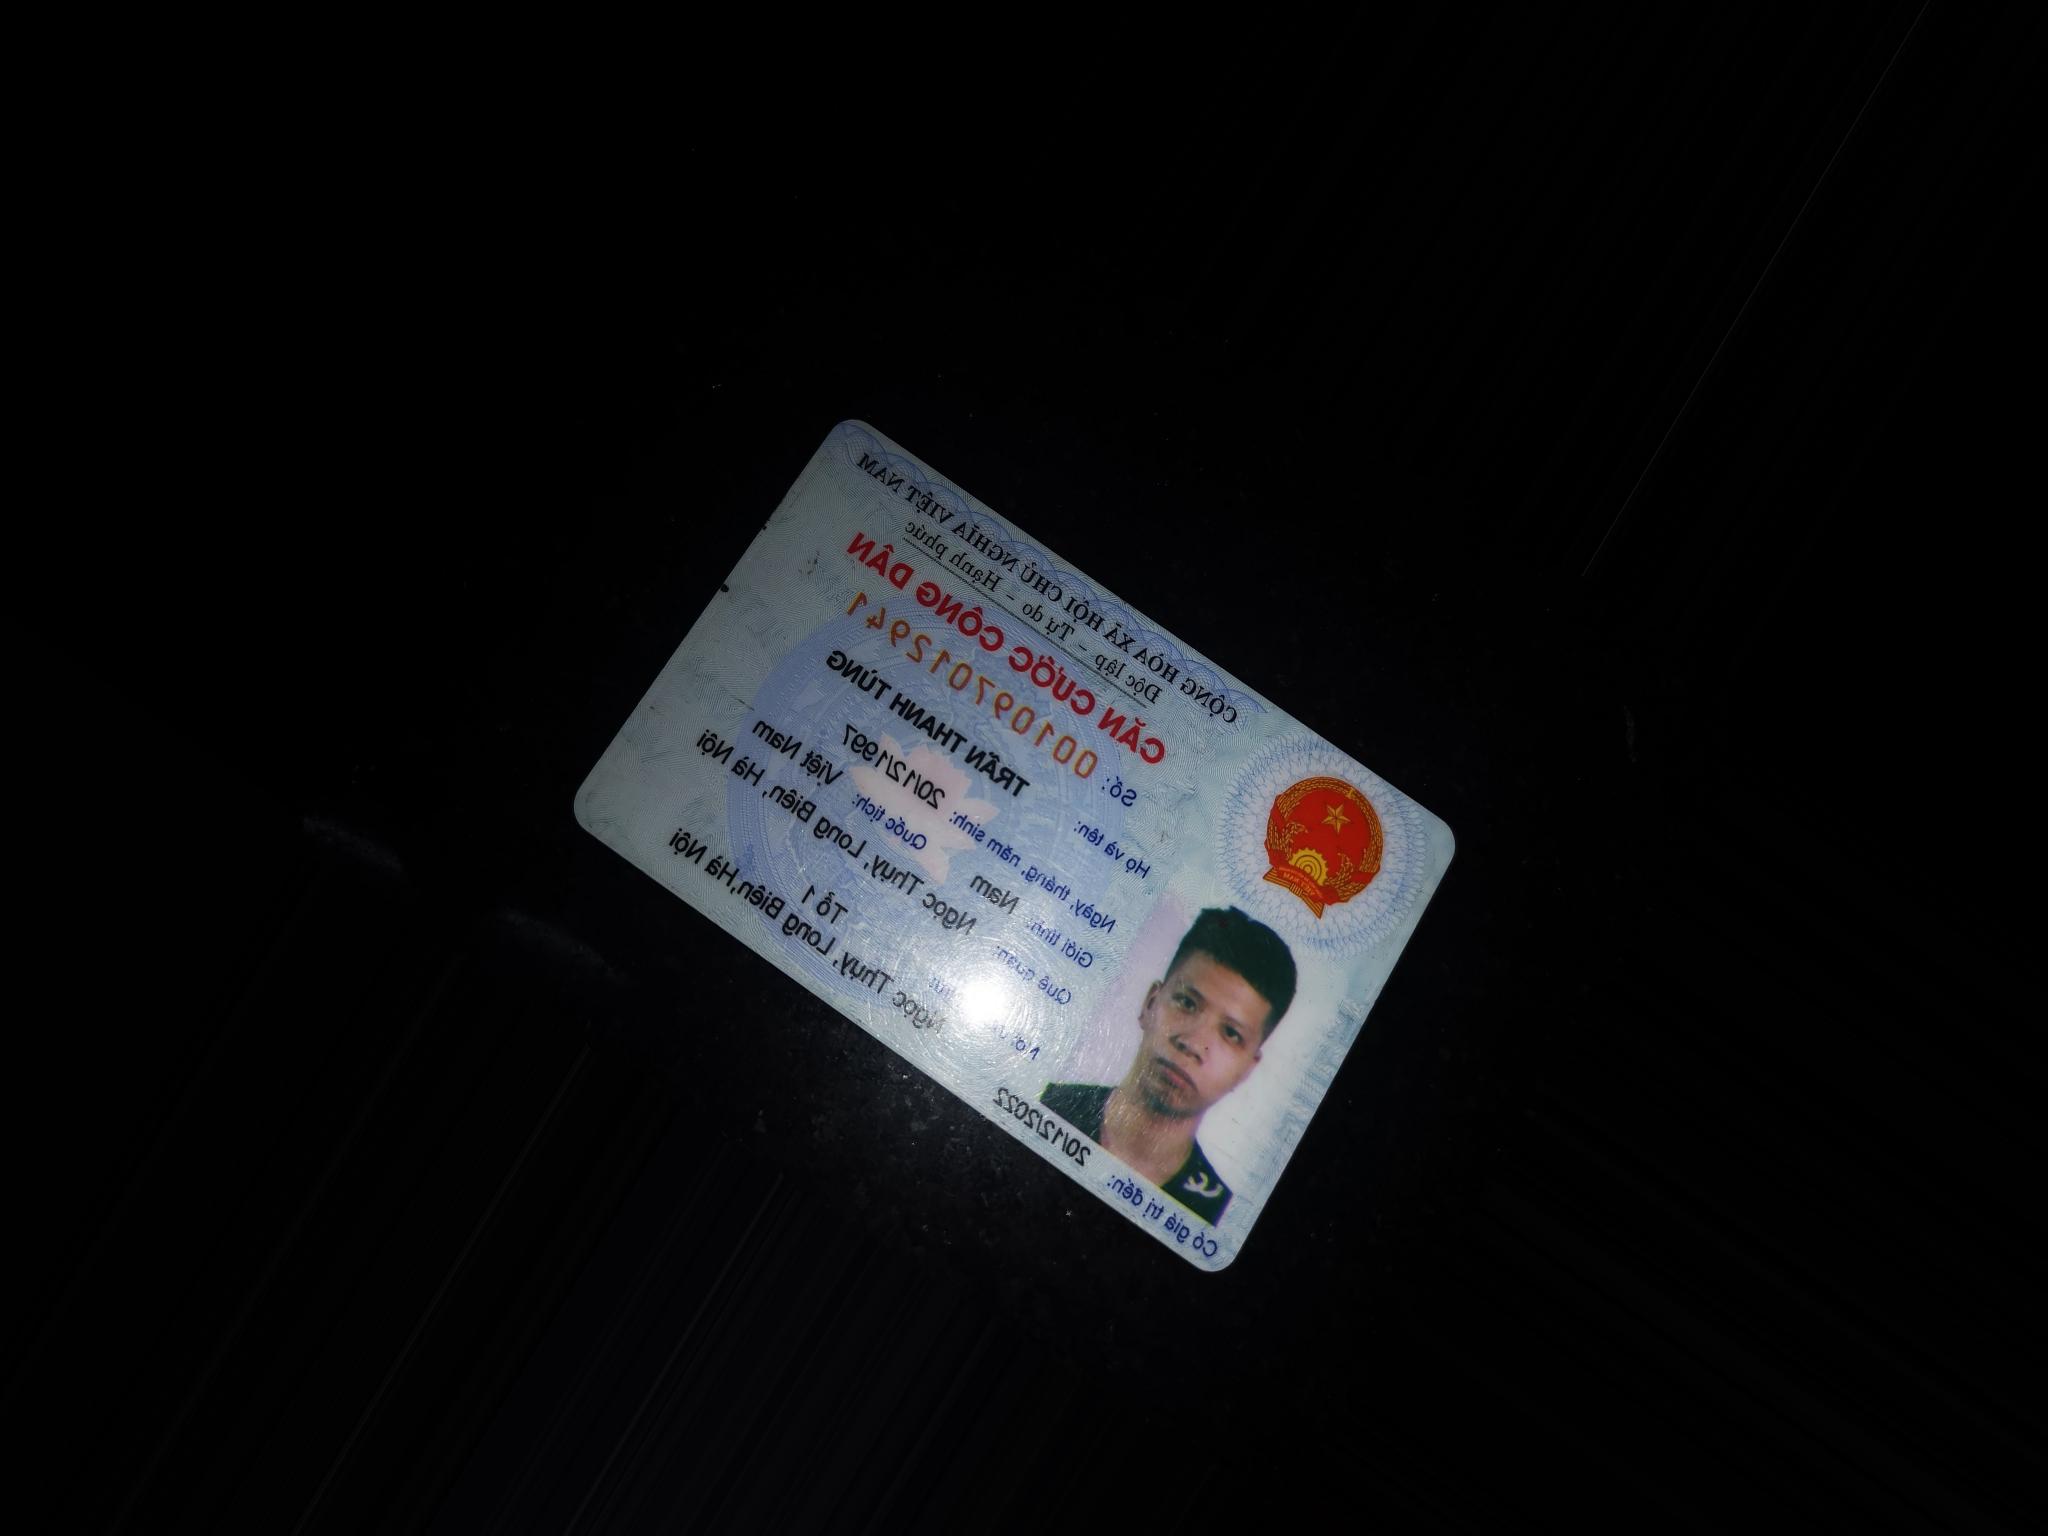 CỘNG HÒA XÃ HỘI CHỦ NGHĨA VIỆT NAM
Độc lập - Tự do - Hạnh phúc
CĂN CƯỚC CÔNG DÂN
Số: 001097012941
Họ và tên: TRẦN THANH TÙNG
Ngày, tháng, năm sinh: 20/12/1997
Giới tính: Nam Quốc tịch: Việt Nam
Quê quán: Ngọc Thụy, Long Biên, Hà Nội
Tổ 1
Ngọc Thụy, Long Biên,Hà Nội
Có giá trị đến: 20/12/2022